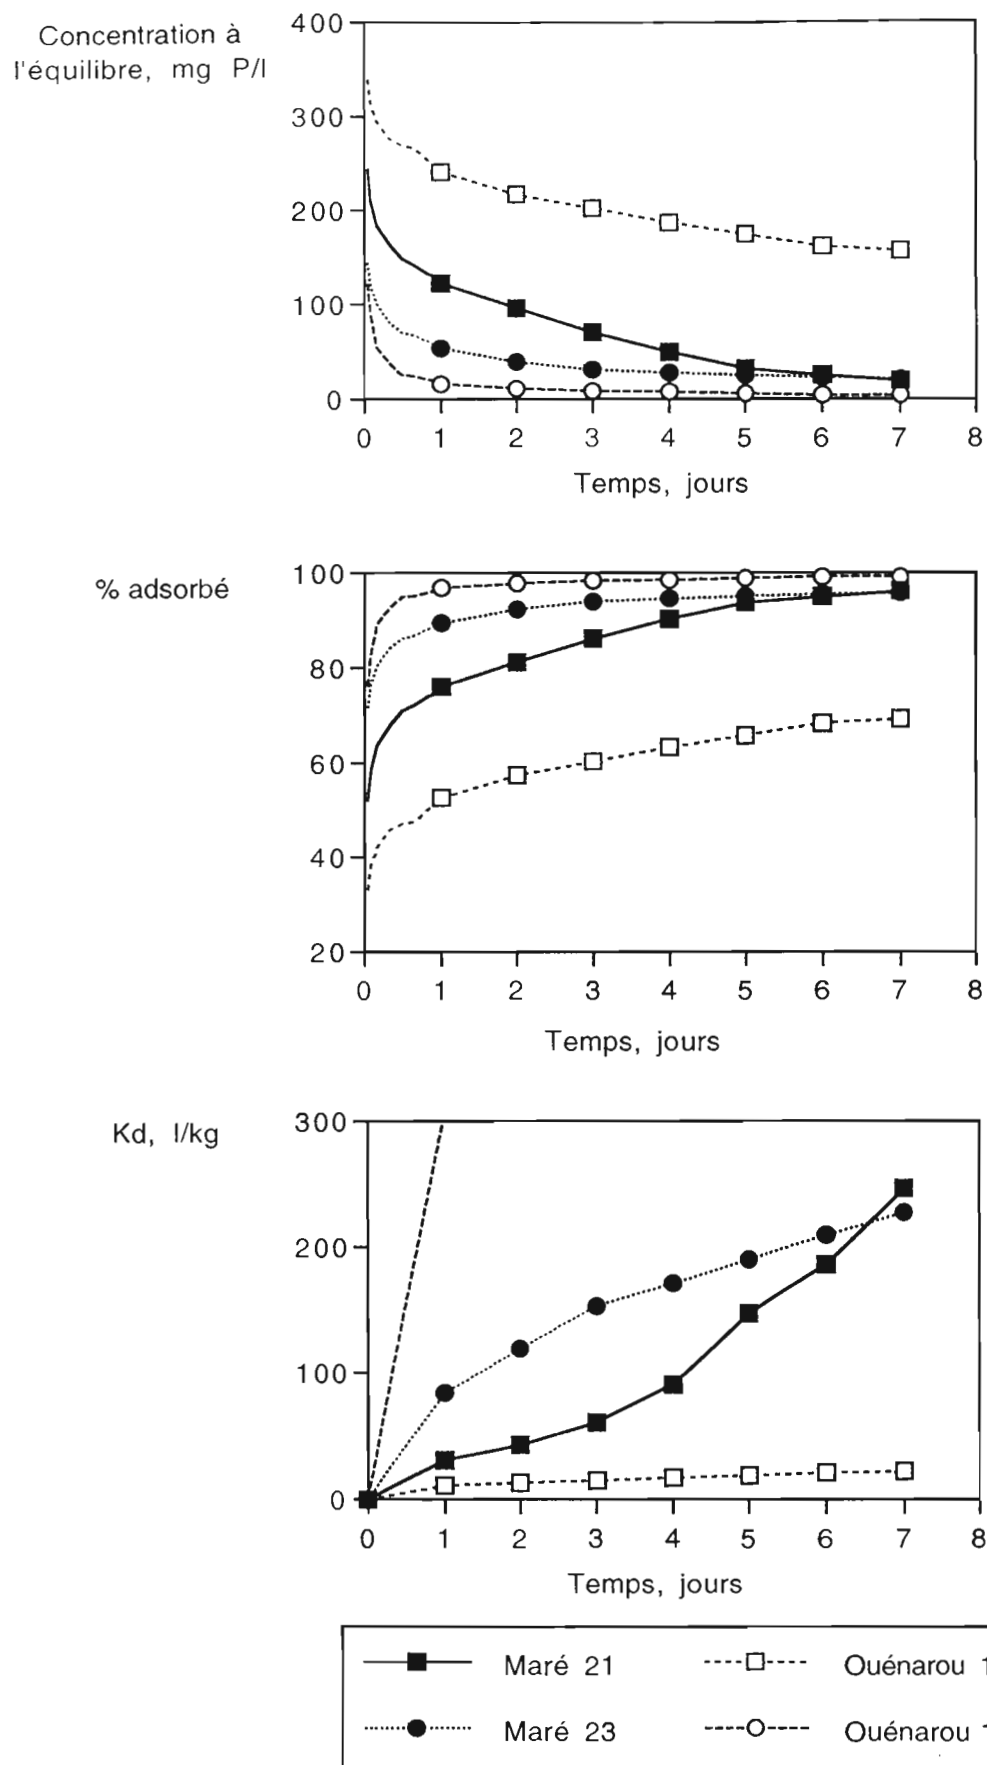 Concentration à
l'équilibre, mg P/l
400
300
200
100
0
0 1 2 3 4 5 6 7 8
Temps, jours
% adsorbé
100
80
60
40
20
0 1 2 3 4 5 6 7 8
Temps, jours
Kd, l/kg
300
200
100
0
0 1 2 3 4 5 6 7 8
Temps, jours
Maré 21 Ouénarou 1
Maré 23 Ouénarou